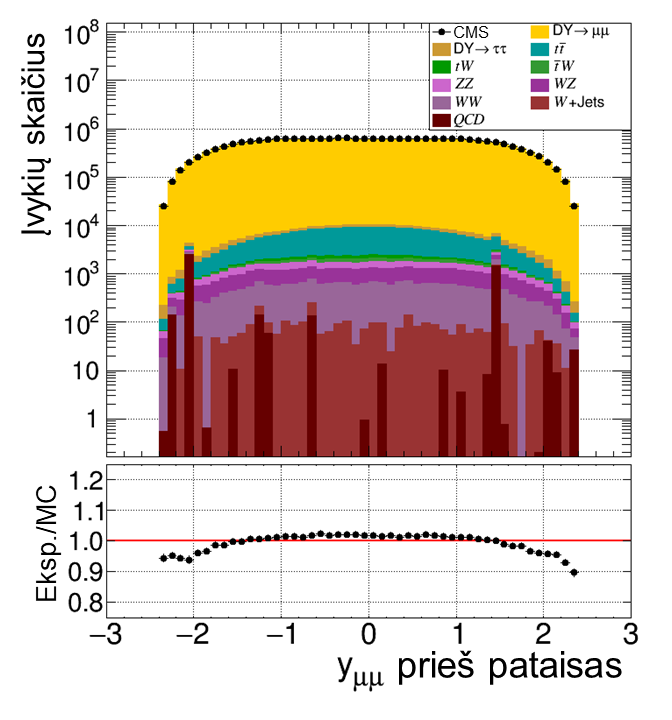 10⁸
10⁷
10⁶
10⁵
10⁴
10³
10²
10
1
Įvykių skaičius
CMS DY→ μμ
DY→ ττ tt̄
tW t̄W
ZZ WZ
WW W+Jets
QCD
1.2
1.1
1.0
0.9
0.8
Eksp./MC
−3 −2 −1 0 1 2 3
yμμ prieš pataisas